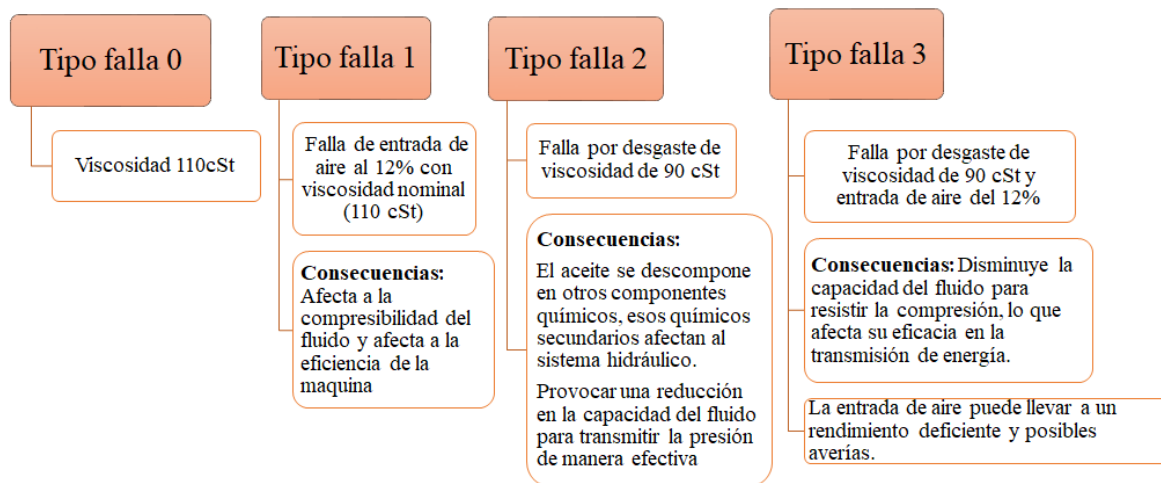 Tipo falla 0
Viscosidad 110cSt
Tipo falla 1
Falla de entrada de
aire al 12% con
viscosidad nominal
(110 cSt)
Consecuencias:
Afecta a la
compresibilidad del
fluido y afecta a la
eficiencia de la
maquina
Tipo falla 2
Falla por desgaste de
viscosidad de 90 cSt
Consecuencias:
El aceite se descompone
en otros componentes
químicos, esos químicos
secundarios afectan al
sistema hidráulico.
Provocar una reducción
en la capacidad del fluido
para transmitir la presión
de manera efectiva
Tipo falla 3
Falla por desgaste de
viscosidad de 90 cSt y
entrada de aire del 12%
Consecuencias: Disminuye la
capacidad del fluido para
resistir la compresión, lo que
afecta su eficacia en la
transmisión de energía.
La entrada de aire puede llevar a un
rendimiento deficiente y posibles
averías.